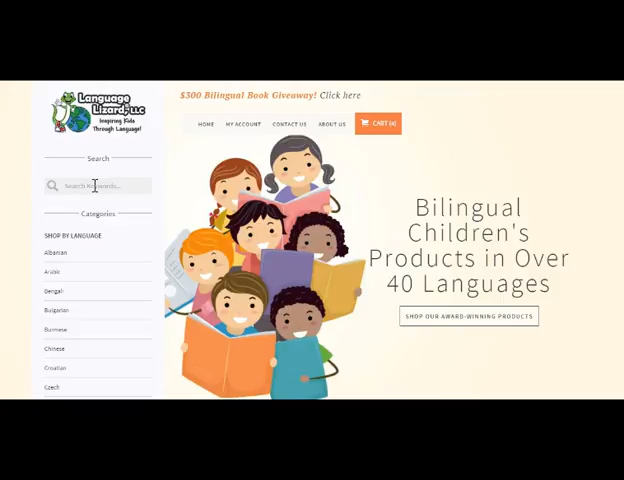 $300 Bilingual Book Giveaway! Click here
Language
Lizard, LLC
Inspiring Kids
Through Language!
HOME
MY ACCOUNT
CONTACT US
ABOUT US
CART (4)
Search
Search Keywords...
Categories
SHOP BY LANGUAGE
Albanian
Arabic
Bengali
Bulgarian
Burmese
Chinese
Croatian
Czech
Bilingual
Children's
Products in Over
40 Languages
SHOP OUR AWARD-WINNING PRODUCTS